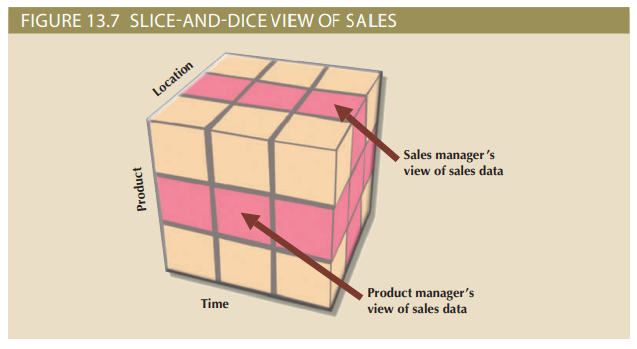 FIGURE 13.7 SLICE-AND-DICE VIEW OF SALES
Location
Sales manager's
view of sales data
Product
Product manager's
view of sales data
Time